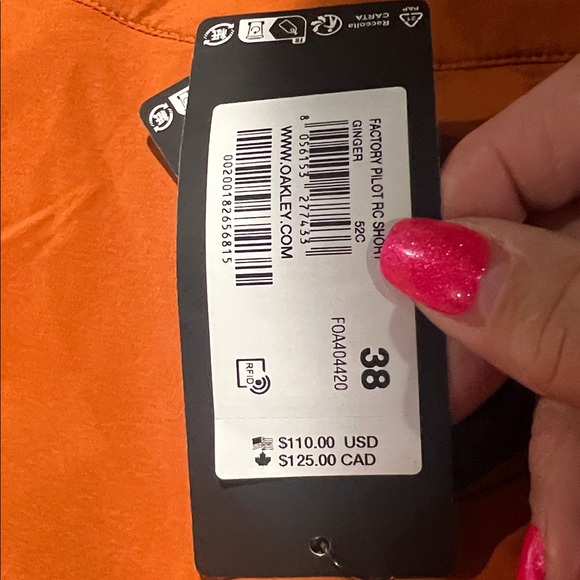 21
PAP
Raccolta
CARTA
FACTORY PILOT RC SHORT
GINGER 52C
8 056153 277433
WWW.OAKLEY.COM
00200182656815
38
FOA404420
RFID
$110.00 USD
$125.00 CAD